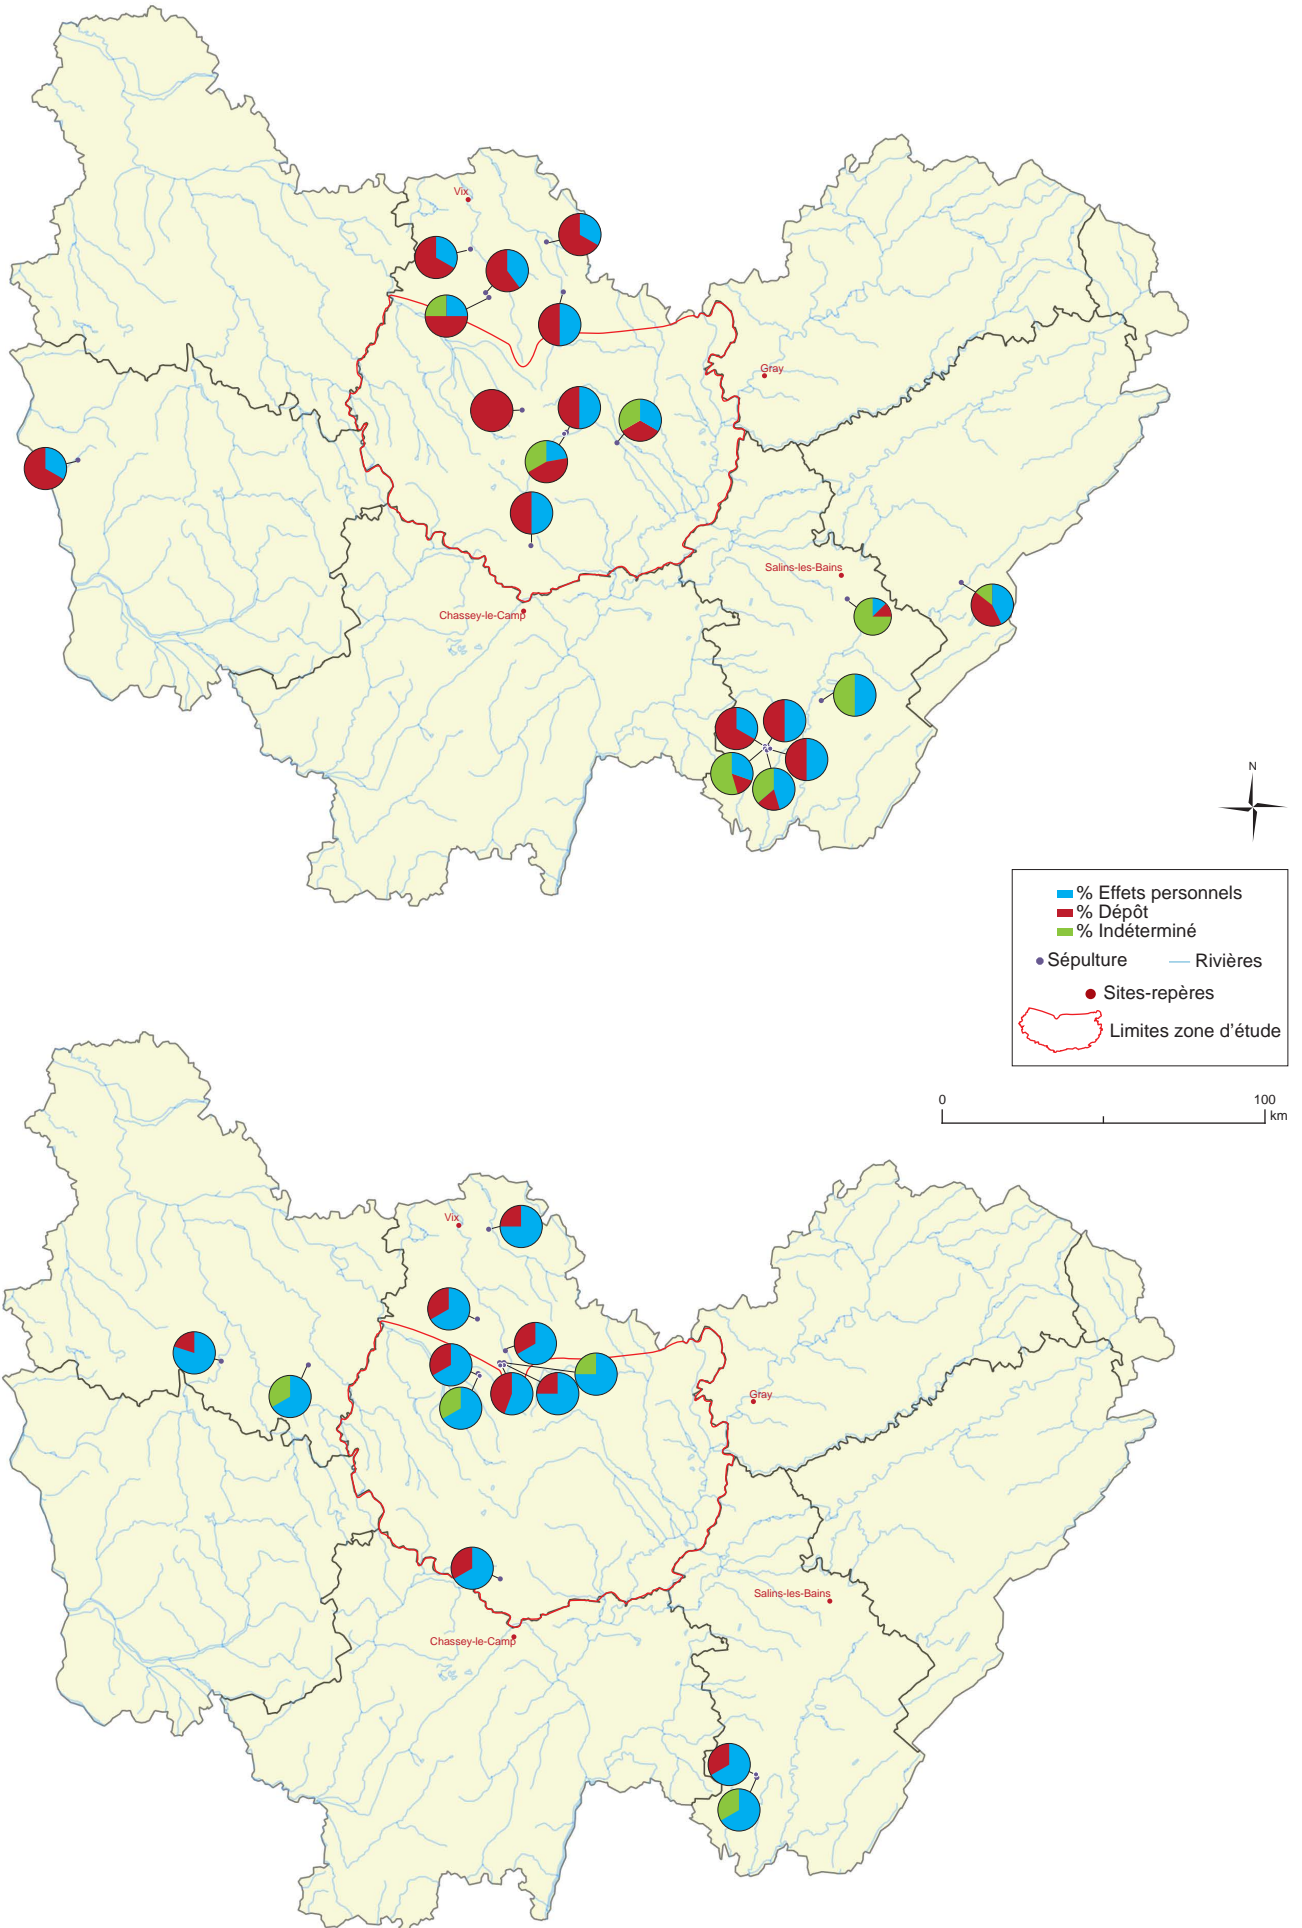 Vix
Gray
Salins-les-Bains
Chassey-le-Camp
N
% Effets personnels
% Dépôt
% Indéterminé
Sépulture
Rivières
Sites-repères
Limites zone d'étude
0
100
km
Vix
Gray
Salins-les-Bains
Chassey-le-Camp